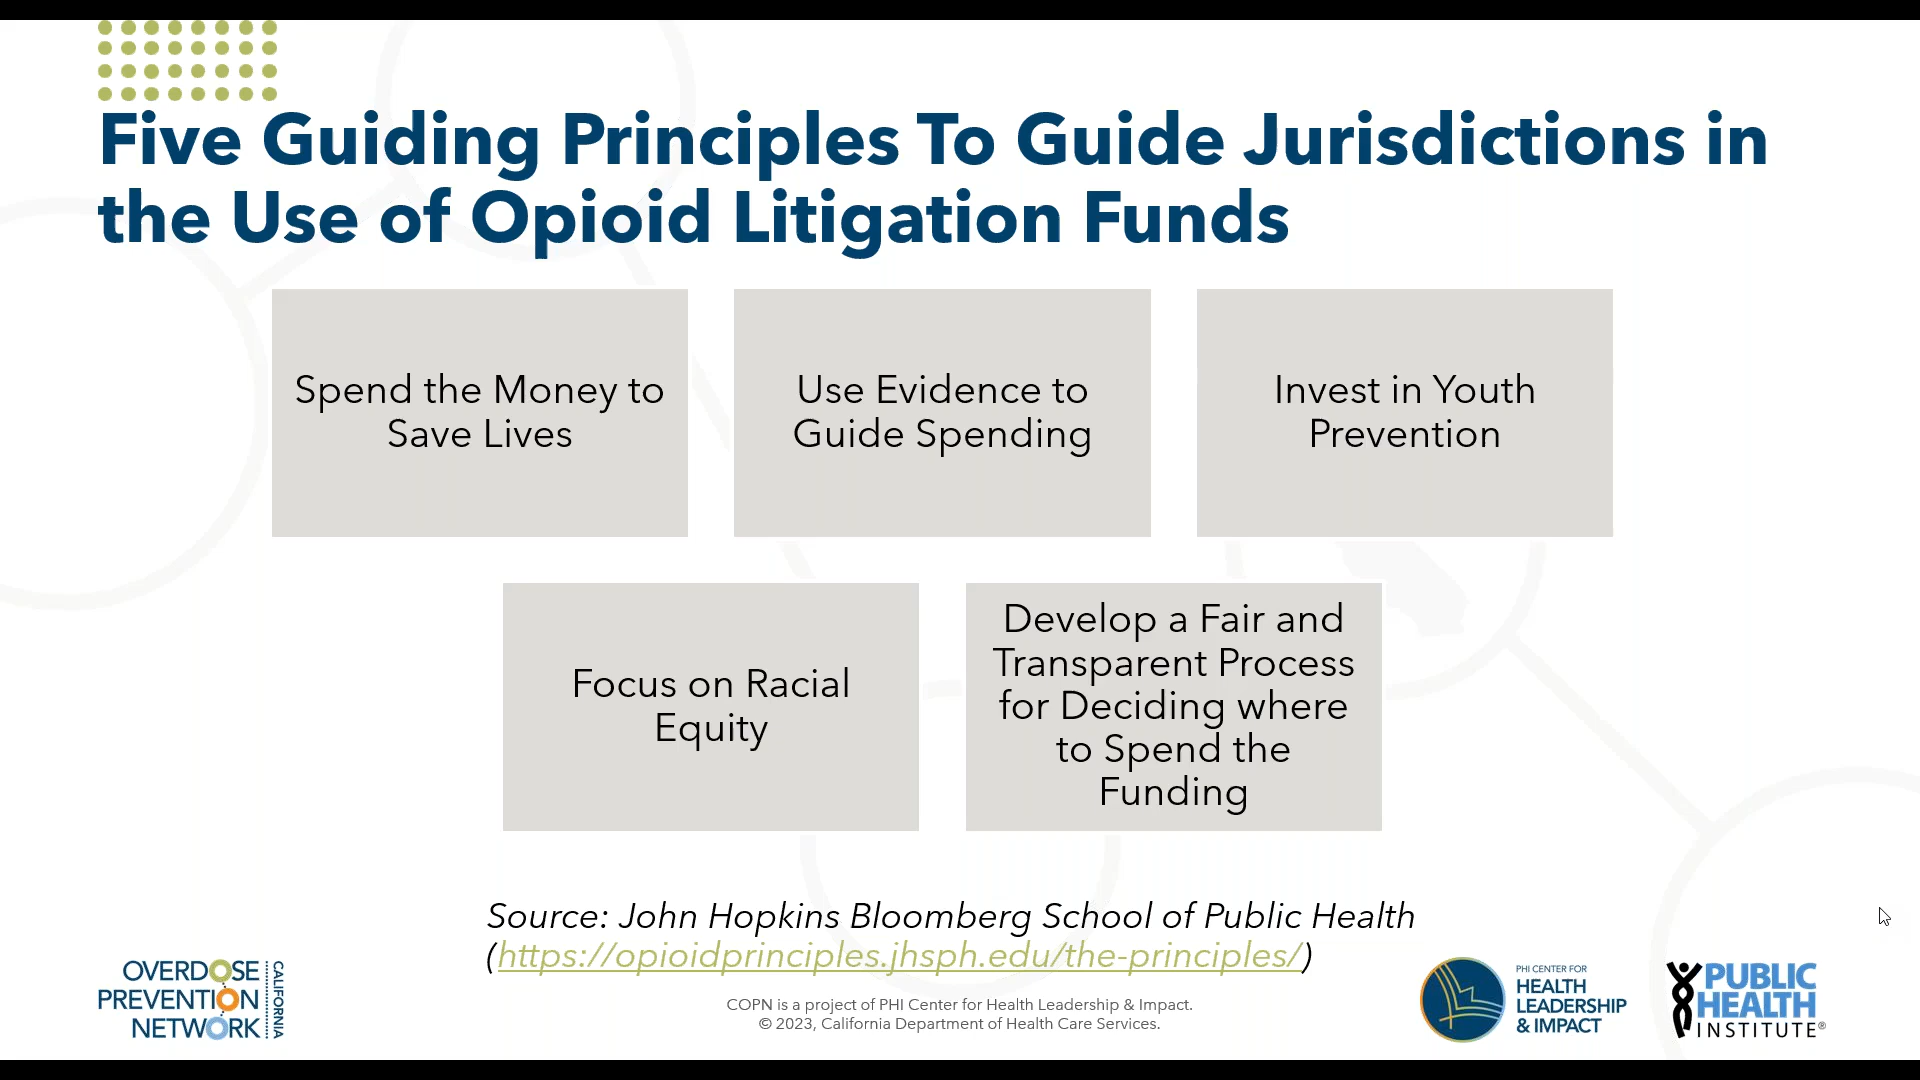 Five Guiding Principles To Guide Jurisdictions in
the Use of Opioid Litigation Funds
Spend the Money to
Save Lives
Use Evidence to
Guide Spending
Invest in Youth
Prevention
Focus on Racial
Equity
Develop a Fair and
Transparent Process
for Deciding where
to Spend the
Funding
Source: John Hopkins Bloomberg School of Public Health
(https://opioidprinciples.jhsph.edu/the-principles/)
OVERDOSE
PREVENTION
NETWORK
CALIFORNIA
COPN is a project of PHI Center for Health Leadership & Impact.
© 2023, California Department of Health Care Services.
PHI CENTER FOR
HEALTH
LEADERSHIP
& IMPACT
PUBLIC
HEALTH
INSTITUTE®